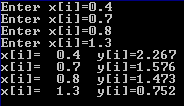 Enter x[i]=0.4
Enter x[i]=0.7
Enter x[i]=0.8
Enter x[i]=1.3
x[i]=  0.4  y[i]=2.267
x[i]=  0.7  y[i]=1.576
x[i]=  0.8  y[i]=1.473
x[i]=  1.3  y[i]=0.752